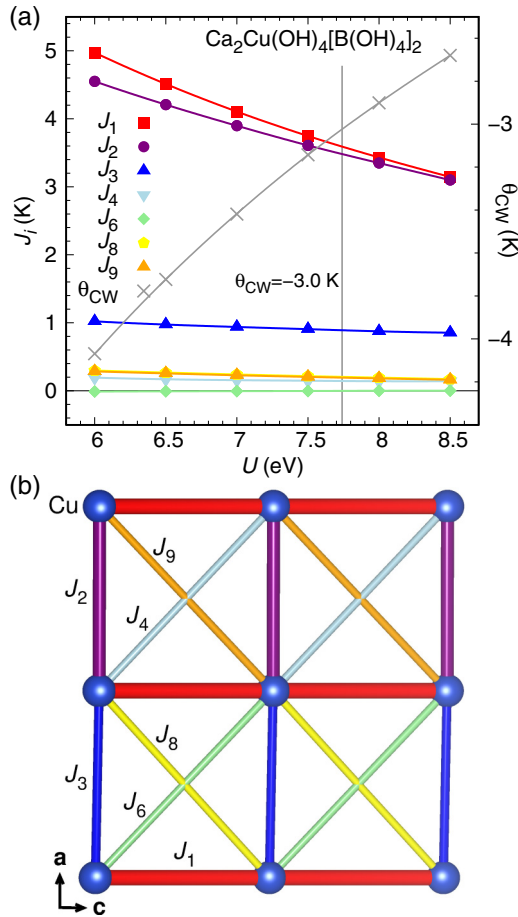 (a)
Ca₂Cu(OH)₄[B(OH)₄]₂
5
4
3
2
1
0
J₁
J₂
J₃
J₄
J₆
J₈
J₉
θCW
θCW=−3.0 K
Jᵢ (K)
-3
-4
θCW (K)
6
6.5
7
7.5
8
8.5
U (eV)
(b)
Cu
J₉
J₂
J₄
J₈
J₃
J₆
J₁
a
c